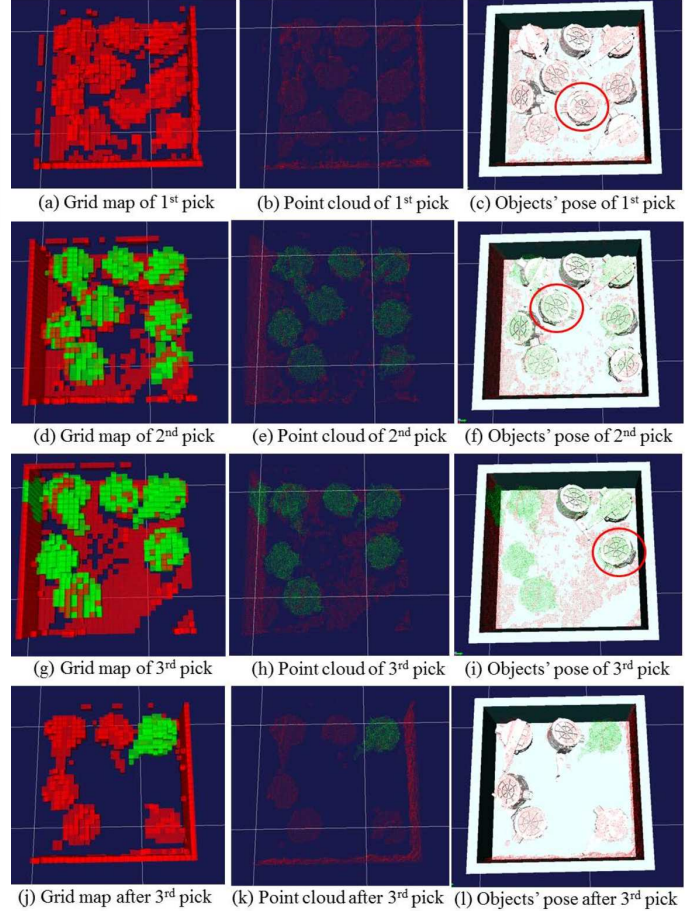 (a) Grid map of 1st pick (b) Point cloud of 1st pick (c) Objects’ pose of 1st pick
(d) Grid map of 2nd pick (e) Point cloud of 2nd pick (f) Objects’ pose of 2nd pick
(g) Grid map of 3rd pick (h) Point cloud of 3rd pick (i) Objects’ pose of 3rd pick
(j) Grid map after 3rd pick (k) Point cloud after 3rd pick (l) Objects’ pose after 3rd pick